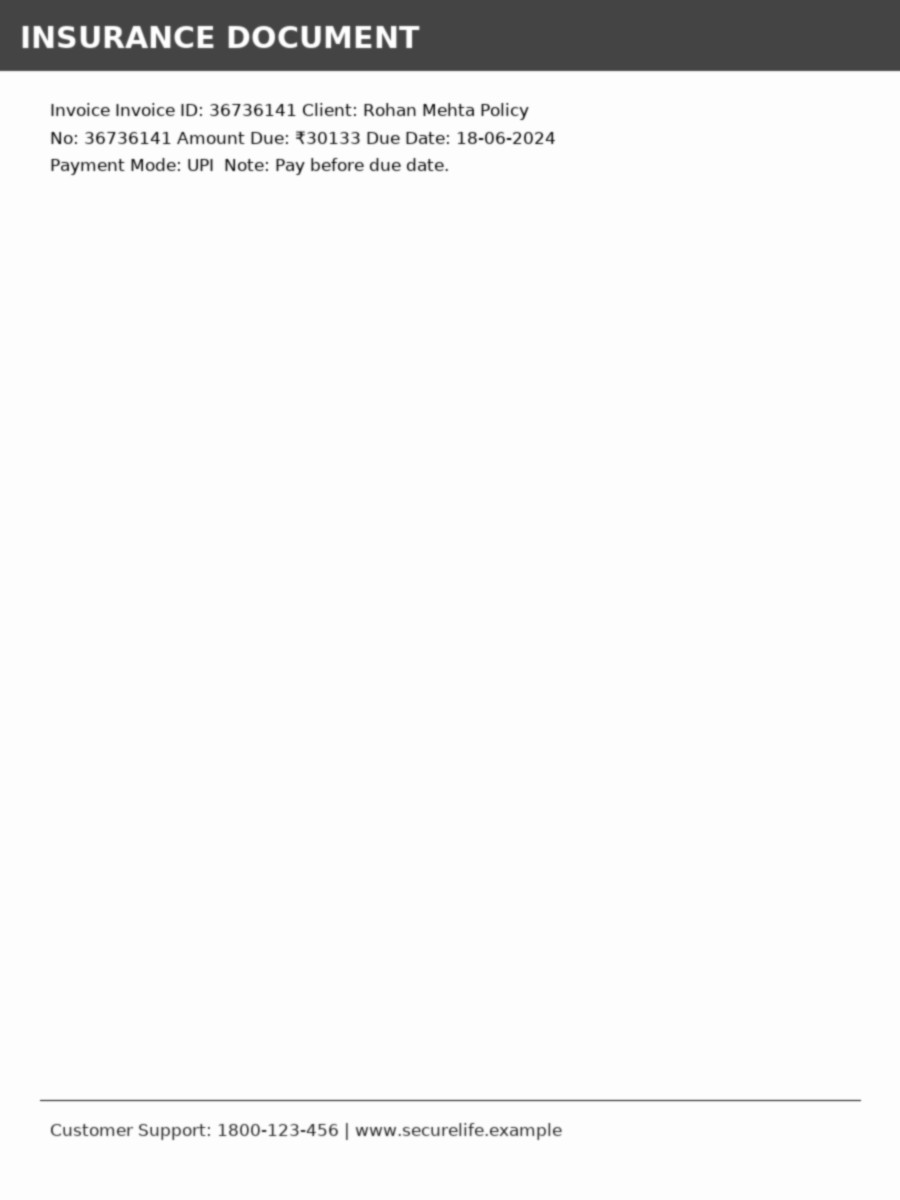 INSURANCE DOCUMENT
Invoice Invoice ID: 36736141 Client: Rohan Mehta Policy
No: 36736141 Amount Due: ₹30133 Due Date: 18-06-2024
Payment Mode: UPI  Note: Pay before due date.
Customer Support: 1800-123-456 | www.securelife.example